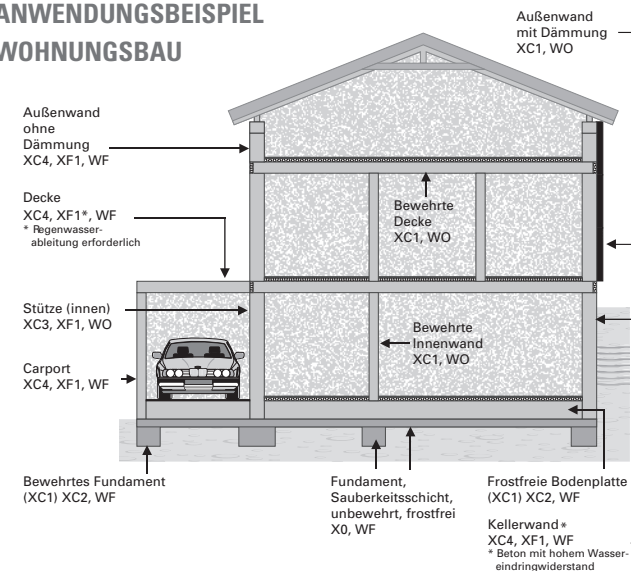 ANWENDUNGSBEISPIEL
WOHNUNGSBAU
Außenwand
mit Dämmung
XC1, WO
Außenwand
ohne
Dämmung
XC4, XF1, WF
Decke
XC4, XF1*, WF
* Regenwasser-
ableitung erforderlich
Bewehrte
Decke
XC1, WO
Stütze (innen)
XC3, XF1, WO
Bewehrte
Innenwand
XC1, WO
Carport
XC4, XF1, WF
Bewehrtes Fundament
(XC1) XC2, WF
Fundament,
Sauberkeitsschicht,
unbewehrt, frostfrei
X0, WF
Frostfreie Bodenplatte
(XC1) XC2, WF
Kellerwand*
XC4, XF1, WF
* Beton mit hohem Wasser-
eindringwiderstand